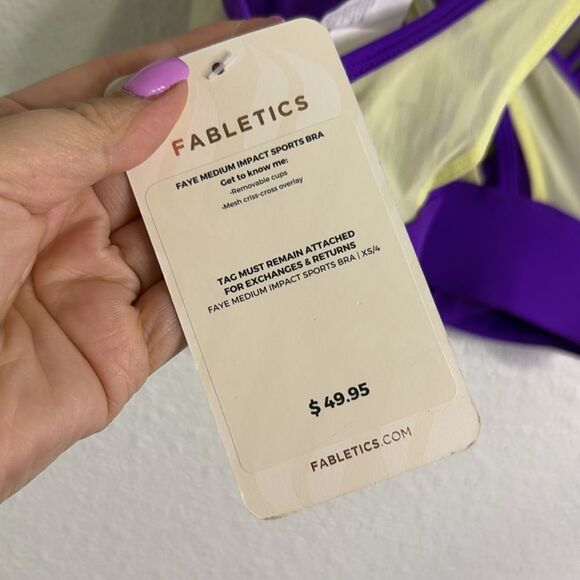 FABLETICS
FAYE MEDIUM IMPACT SPORTS BRA
Get to know me:
-Removable cups
-Mesh criss-cross overlay
TAG MUST REMAIN ATTACHED
FOR EXCHANGES & RETURNS
FAYE MEDIUM IMPACT SPORTS BRA | XS/4
$ 49.95
FABLETICS.COM